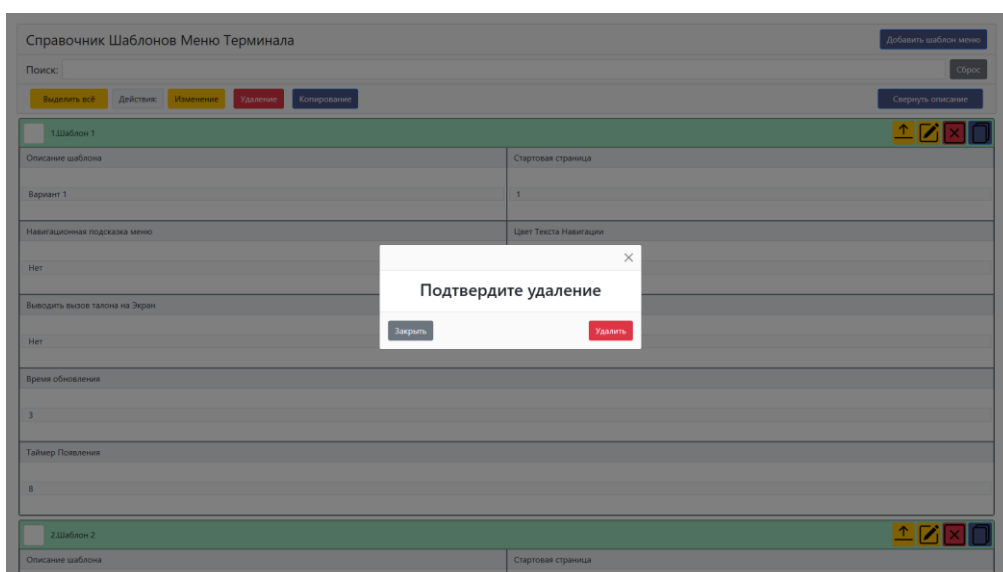 Справочник Шаблонов Меню Терминала
Добавить шаблон меню
Поиск:
Сброс
Выделить всё Действия: Изменение Удаление Копирование
Свернуть описание
1.Шаблон 1
Описание шаблона
Стартовая страница
Вариант 1
1
Навигационная подсказка меню
Цвет Текста Навигации
Нет
Подтвердите удаление
Закрыть
Удалить
Выводить вызов талона на Экран
Нет
Время обновления
3
Таймер Появления
8
2.Шаблон 2
Описание шаблона
Стартовая страница